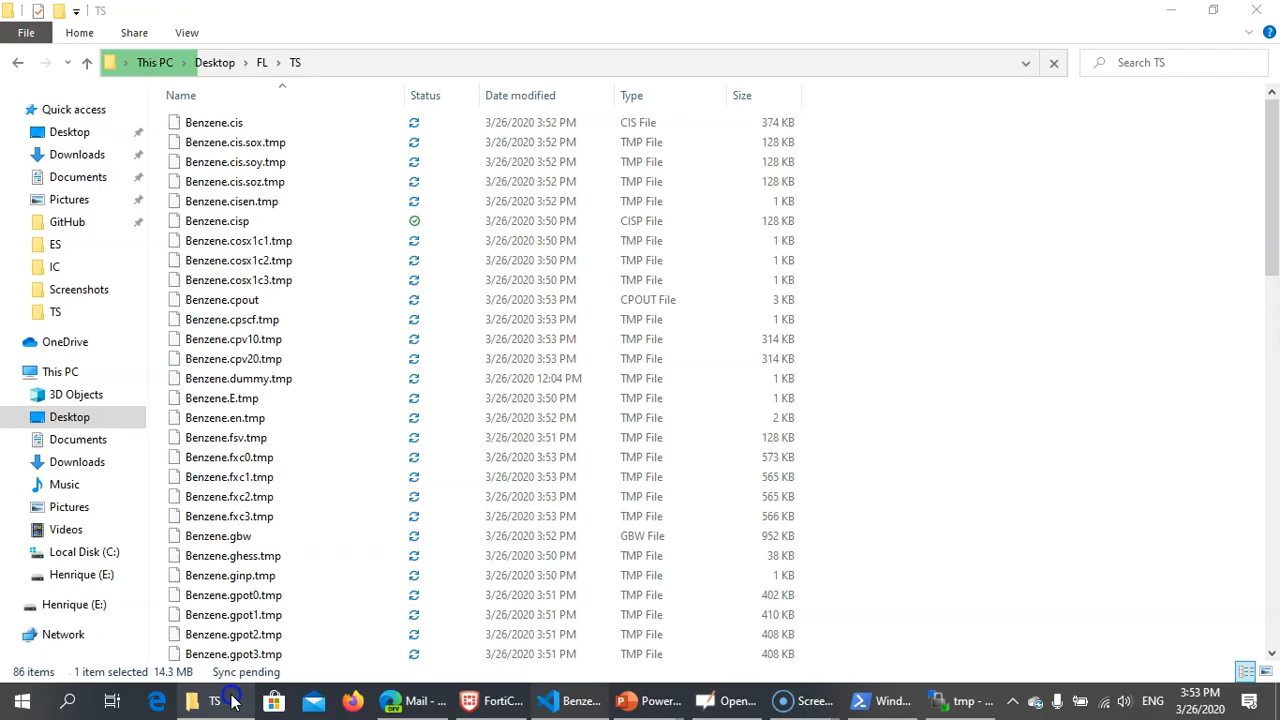 TS
File Home Share View
This PC Desktop FL TS Search TS
Name Status Date modified Type Size
Quick access
Desktop
Downloads
Documents
Pictures
GitHub
ES
IC
Screenshots
TS
OneDrive
This PC
3D Objects
Desktop
Documents
Downloads
Music
Pictures
Videos
Local Disk (C:)
Henrique (E:)
Henrique (E:)
Network
Benzene.cis 3/26/2020 3:52 PM CIS File 374 KB
Benzene.cis.sox.tmp 3/26/2020 3:52 PM TMP File 128 KB
Benzene.cis.soy.tmp 3/26/2020 3:52 PM TMP File 128 KB
Benzene.cis.soz.tmp 3/26/2020 3:52 PM TMP File 128 KB
Benzene.cisen.tmp 3/26/2020 3:52 PM TMP File 1 KB
Benzene.cisp 3/26/2020 3:50 PM CISP File 128 KB
Benzene.cosx1c1.tmp 3/26/2020 3:50 PM TMP File 1 KB
Benzene.cosx1c2.tmp 3/26/2020 3:50 PM TMP File 1 KB
Benzene.cosx1c3.tmp 3/26/2020 3:50 PM TMP File 1 KB
Benzene.cpout 3/26/2020 3:53 PM CPOUT File 3 KB
Benzene.cpscf.tmp 3/26/2020 3:53 PM TMP File 1 KB
Benzene.cpv10.tmp 3/26/2020 3:53 PM TMP File 314 KB
Benzene.cpv20.tmp 3/26/2020 3:53 PM TMP File 314 KB
Benzene.dummy.tmp 3/26/2020 12:04 PM TMP File 1 KB
Benzene.E.tmp 3/26/2020 3:50 PM TMP File 1 KB
Benzene.en.tmp 3/26/2020 3:52 PM TMP File 2 KB
Benzene.fsv.tmp 3/26/2020 3:51 PM TMP File 128 KB
Benzene.fxc0.tmp 3/26/2020 3:53 PM TMP File 573 KB
Benzene.fxc1.tmp 3/26/2020 3:53 PM TMP File 565 KB
Benzene.fxc2.tmp 3/26/2020 3:53 PM TMP File 565 KB
Benzene.fxc3.tmp 3/26/2020 3:53 PM TMP File 566 KB
Benzene.gbw 3/26/2020 3:52 PM GBW File 952 KB
Benzene.ghess.tmp 3/26/2020 3:50 PM TMP File 38 KB
Benzene.ginp.tmp 3/26/2020 3:50 PM TMP File 1 KB
Benzene.gpot0.tmp 3/26/2020 3:51 PM TMP File 402 KB
Benzene.gpot1.tmp 3/26/2020 3:51 PM TMP File 410 KB
Benzene.gpot2.tmp 3/26/2020 3:51 PM TMP File 408 KB
Benzene.gpot3.tmp 3/26/2020 3:51 PM TMP File 408 KB
86 items 1 item selected 14.3 MB Sync pending
TS Mail - ... FortiC... Benze... Power... Open... Scree... Wind... tmp - ... ENG 3:53 PM
3/26/2020